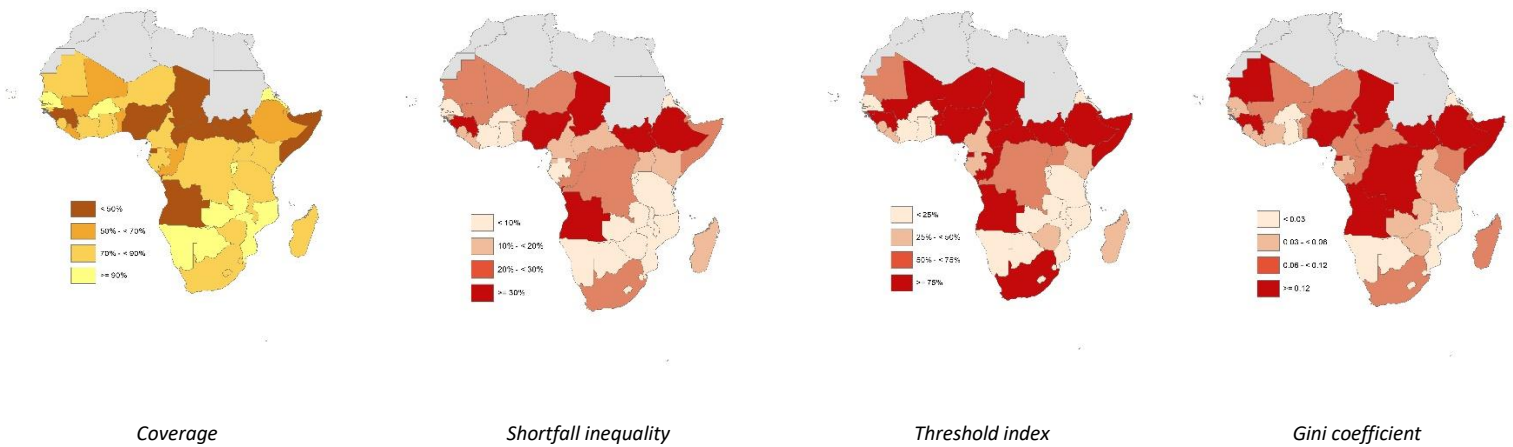 < 50%
50% - < 70%
70% - < 90%
>= 90%
Coverage
< 10%
10% - < 20%
20% - < 30%
>= 30%
Shortfall inequality
< 25%
25% - < 50%
50% - < 75%
>= 75%
Threshold index
< 0.03
0.03 - < 0.06
0.06 - < 0.12
>= 0.12
Gini coefficient